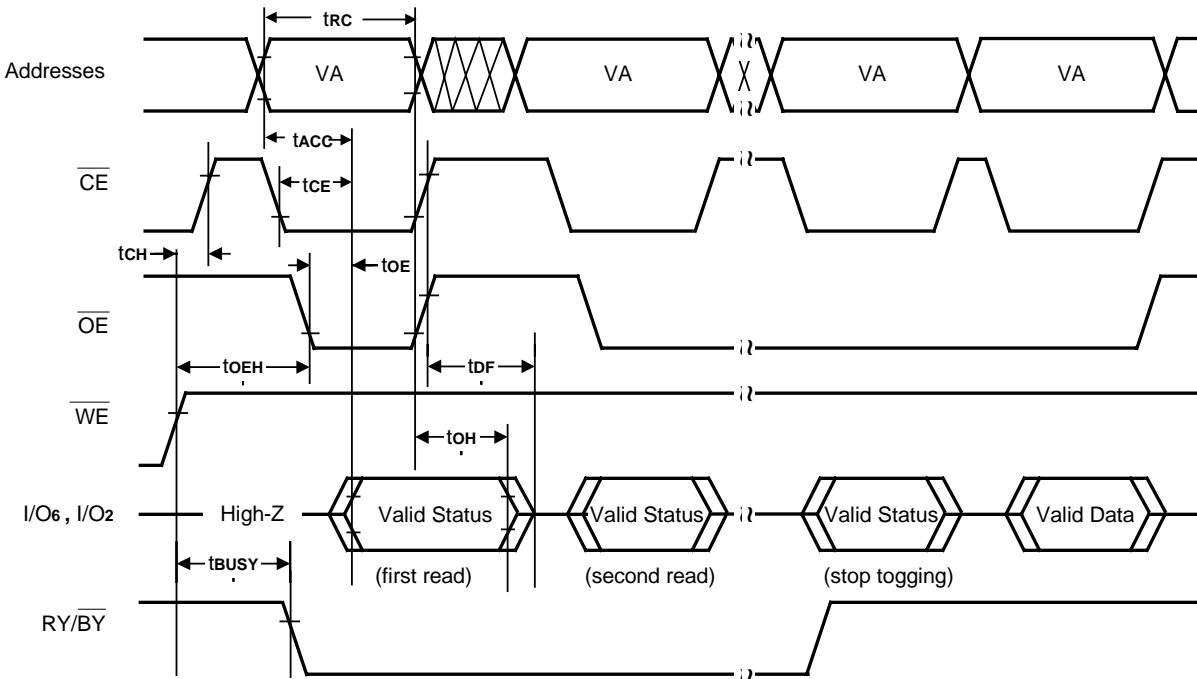 tRC
Addresses VA VA VA VA
tACC
CE
tCE
tCH
tOE
OE
tOEH
tDF
WE
tOH
I/O6 , I/O2 High-Z Valid Status Valid Status Valid Status Valid Data
tBUSY
(first read) (second read) (stop togging)
RY/BY